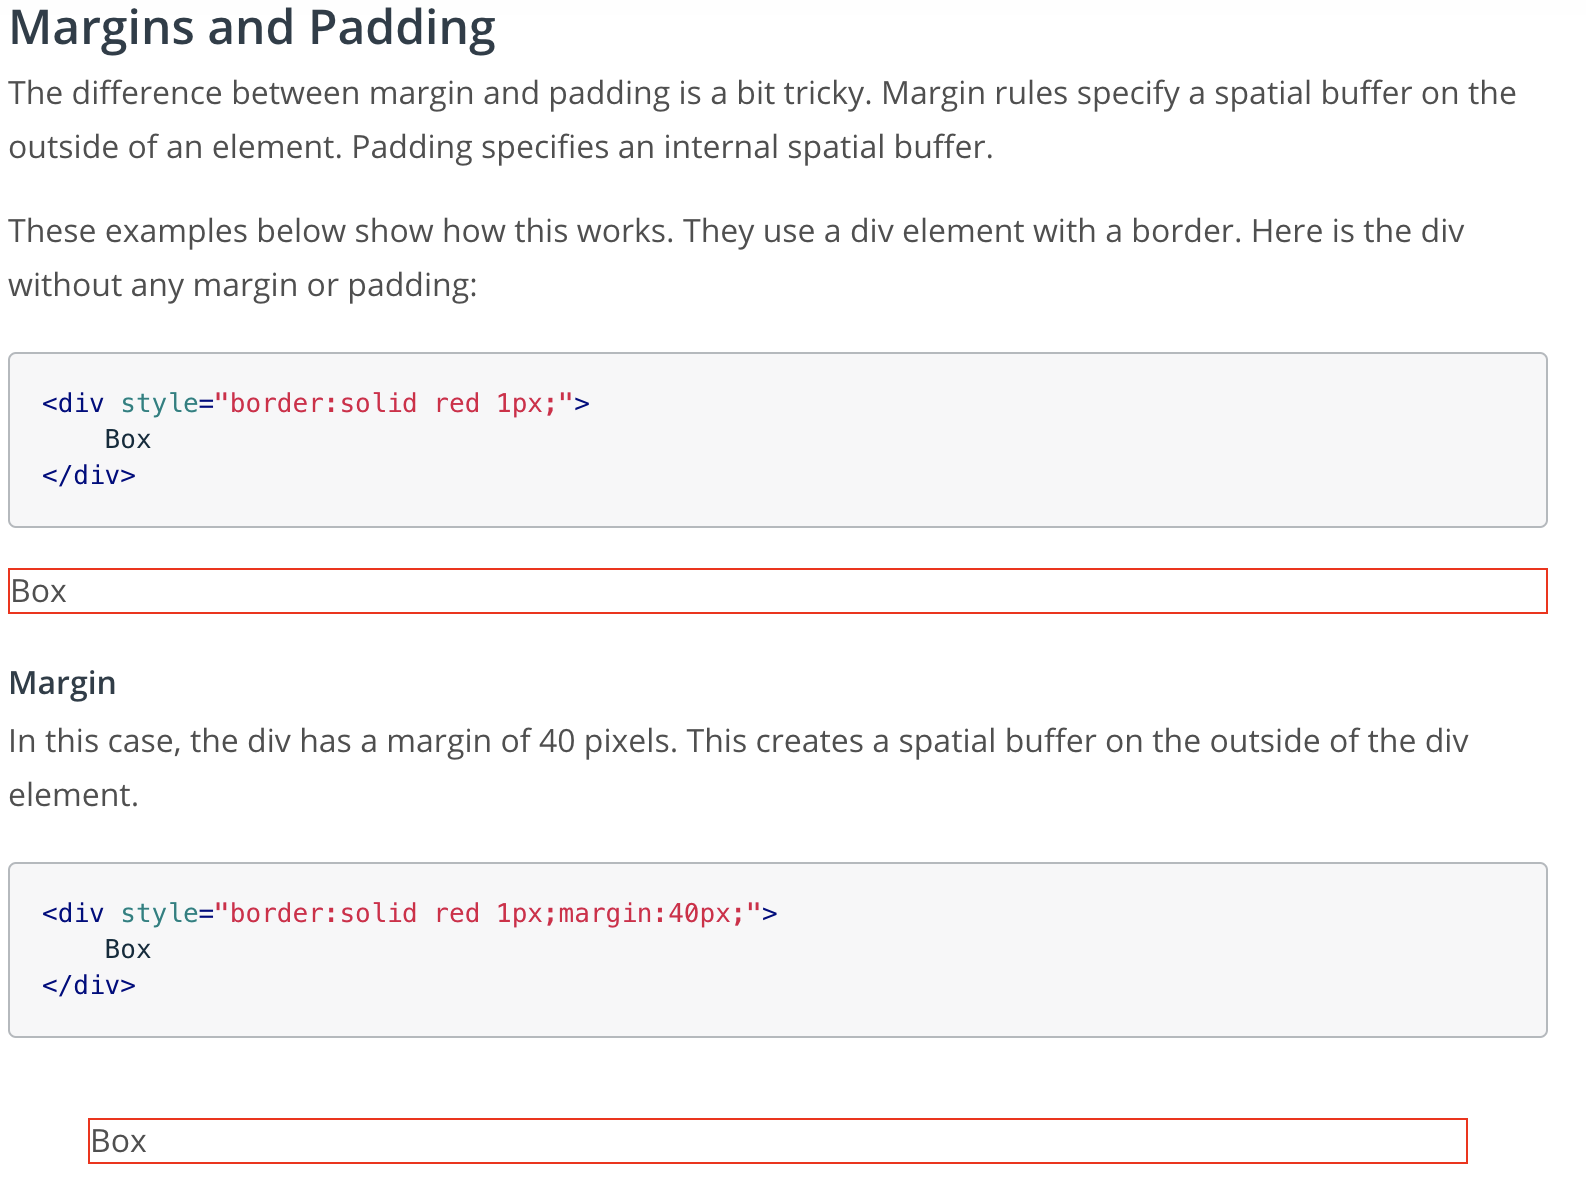 Margins and Padding
The difference between margin and padding is a bit tricky. Margin rules specify a spatial buffer on the
outside of an element. Padding specifies an internal spatial buffer.
These examples below show how this works. They use a div element with a border. Here is the div
without any margin or padding:
<div style="border:solid red 1px;">
    Box
</div>
Box
Margin
In this case, the div has a margin of 40 pixels. This creates a spatial buffer on the outside of the div
element.
<div style="border:solid red 1px;margin:40px;">
    Box
</div>
Box